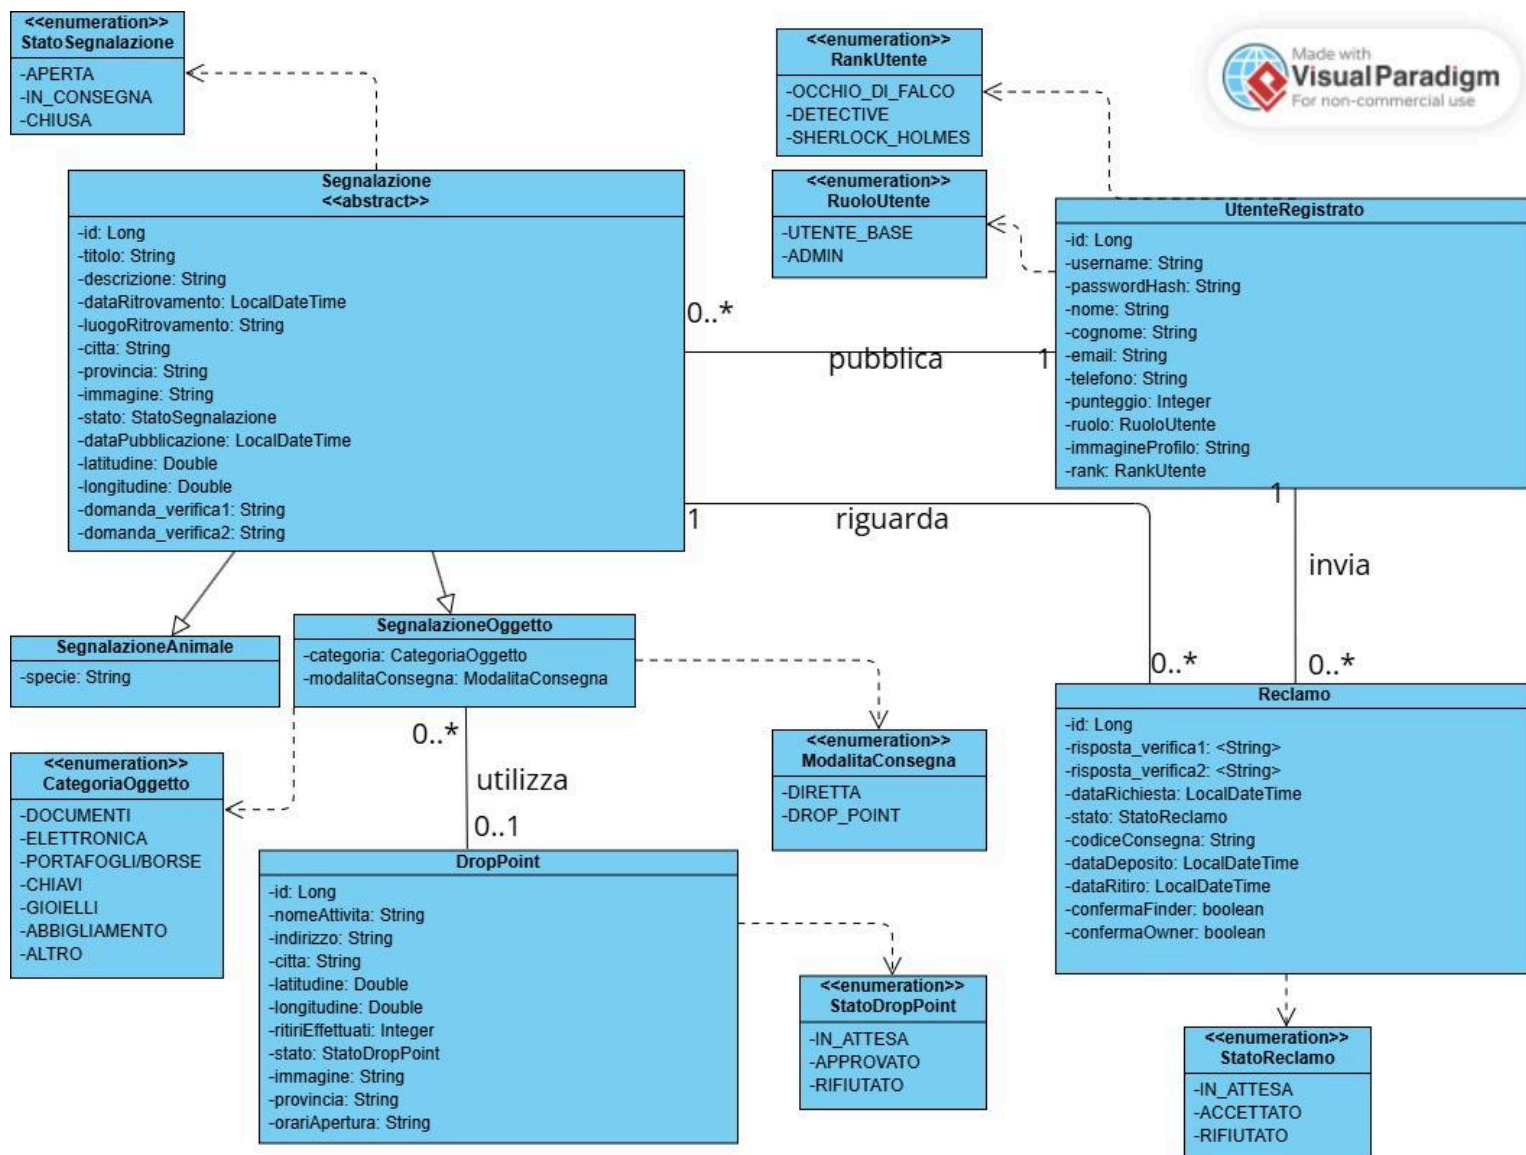 <<enumeration>>
StatoSegnalazione
-APERTA
-IN_CONSEGNA
-CHIUSA
<<enumeration>>
RankUtente
-OCCHIO_DI_FALCO
-DETECTIVE
-SHERLOCK_HOLMES
Made with
Visual Paradigm
For non-commercial use
Segnalazione
<<abstract>>
-id: Long
-titolo: String
-descrizione: String
-dataRitrovamento: LocalDateTime
-luogoRitrovamento: String
-citta: String
-provincia: String
-immagine: String
-stato: StatoSegnalazione
-dataPubblicazione: LocalDateTime
-latitudine: Double
-longitudine: Double
-domanda_verifica1: String
-domanda_verifica2: String
<<enumeration>>
RuoloUtente
-UTENTE_BASE
-ADMIN
UtenteRegistrato
-id: Long
-username: String
-passwordHash: String
-nome: String
-cognome: String
-email: String
-telefono: String
-punteggio: Integer
-ruolo: RuoloUtente
-immagineProfilo: String
-rank: RankUtente
0..*
pubblica
1
1
riguarda
0..*
1
invia
0..*
SegnalazioneAnimale
-specie: String
SegnalazioneOggetto
-categoria: CategoriaOggetto
-modalitaConsegna: ModalitaConsegna
0..*
utilizza
0..1
<<enumeration>>
CategoriaOggetto
-DOCUMENTI
-ELETTRONICA
-PORTAFOGLI/BORSE
-CHIAVI
-GIOIELLI
-ABBIGLIAMENTO
-ALTRO
<<enumeration>>
ModalitaConsegna
-DIRETTA
-DROP_POINT
Reclamo
-id: Long
-risposta_verifica1: <String>
-risposta_verifica2: <String>
-dataRichiesta: LocalDateTime
-stato: StatoReclamo
-codiceConsegna: String
-dataDeposito: LocalDateTime
-dataRitiro: LocalDateTime
-confermaFinder: boolean
-confermaOwner: boolean
DropPoint
-id: Long
-nomeAttivita: String
-indirizzo: String
-citta: String
-latitudine: Double
-longitudine: Double
-ritiriEffettuati: Integer
-stato: StatoDropPoint
-immagine: String
-provincia: String
-orariApertura: String
<<enumeration>>
StatoDropPoint
-IN_ATTESA
-APPROVATO
-RIFIUTATO
<<enumeration>>
StatoReclamo
-IN_ATTESA
-ACCETTATO
-RIFIUTATO